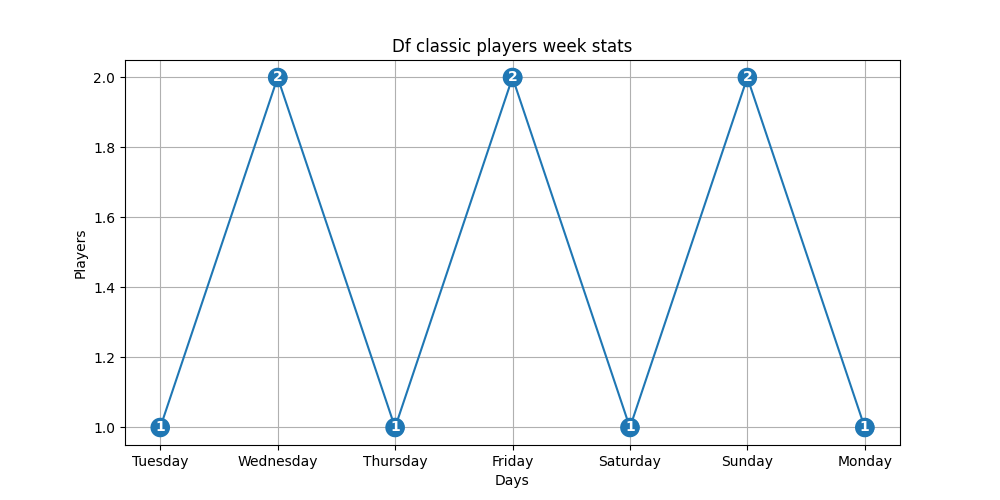 Df classic players week stats
2.0
1.8
1.6
1.4
1.2
1.0
Players
2 2 2
1 1 1 1
Tuesday Wednesday Thursday Friday Saturday Sunday Monday
Days